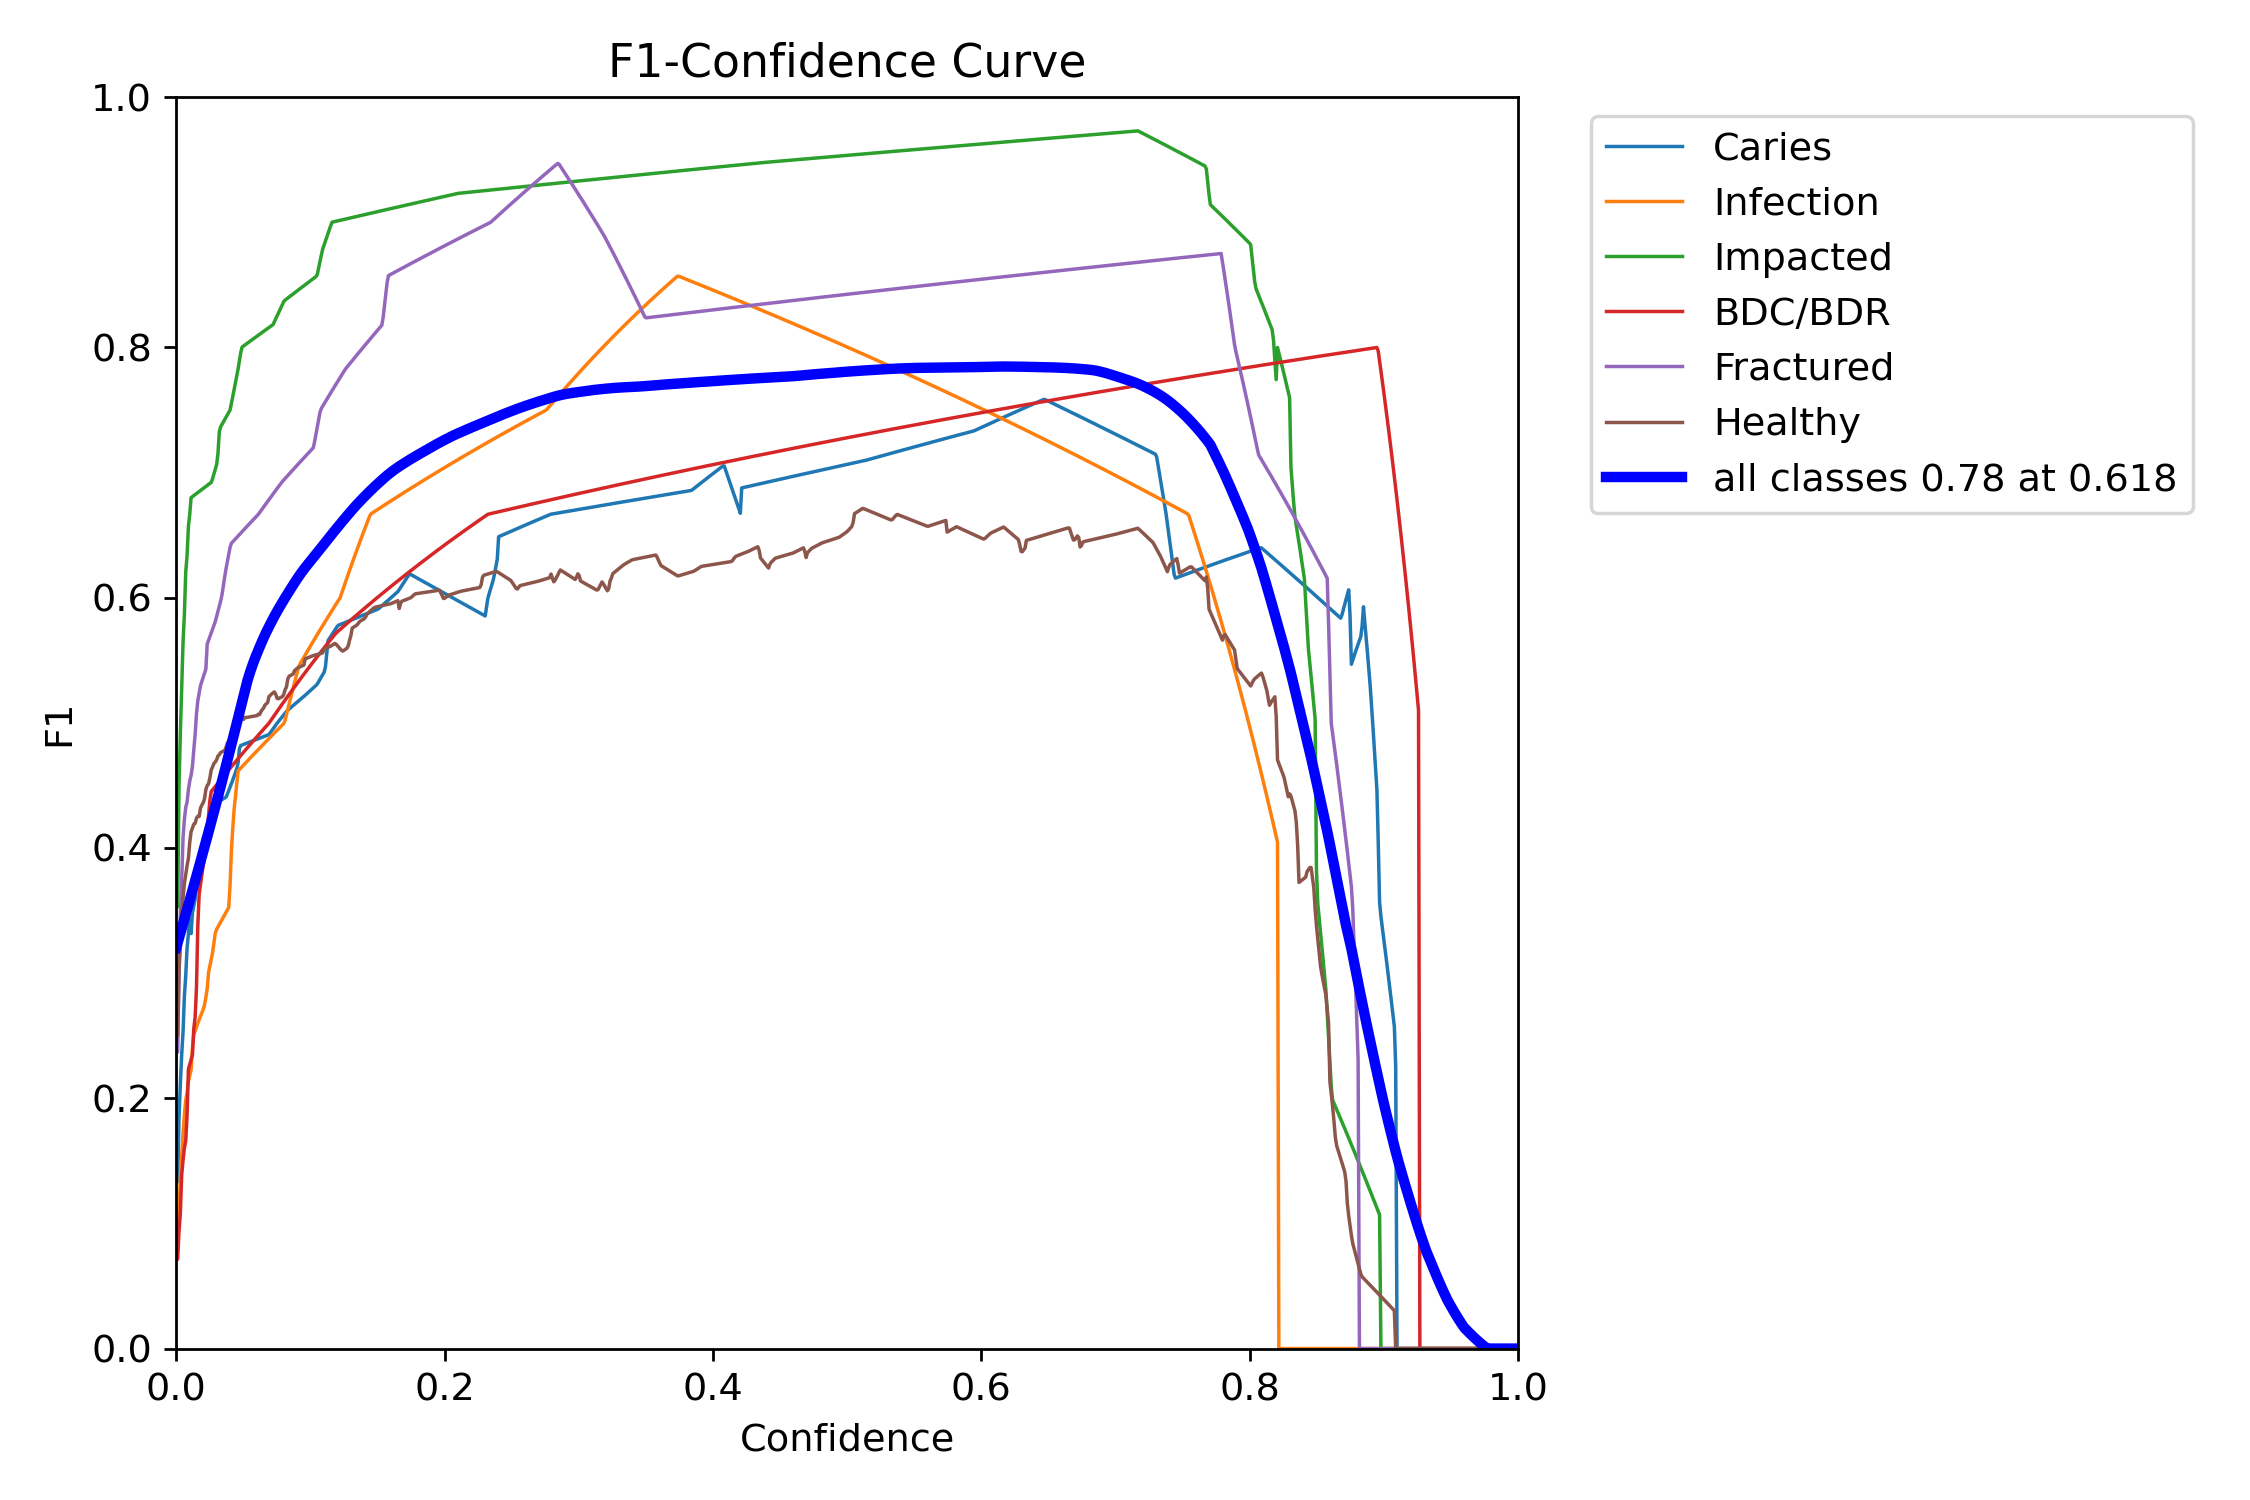 F1-Confidence Curve
1.0
0.8
0.6
0.4
0.2
0.0
F1
0.0 0.2 0.4 0.6 0.8 1.0
Confidence
Caries
Infection
Impacted
BDC/BDR
Fractured
Healthy
all classes 0.78 at 0.618